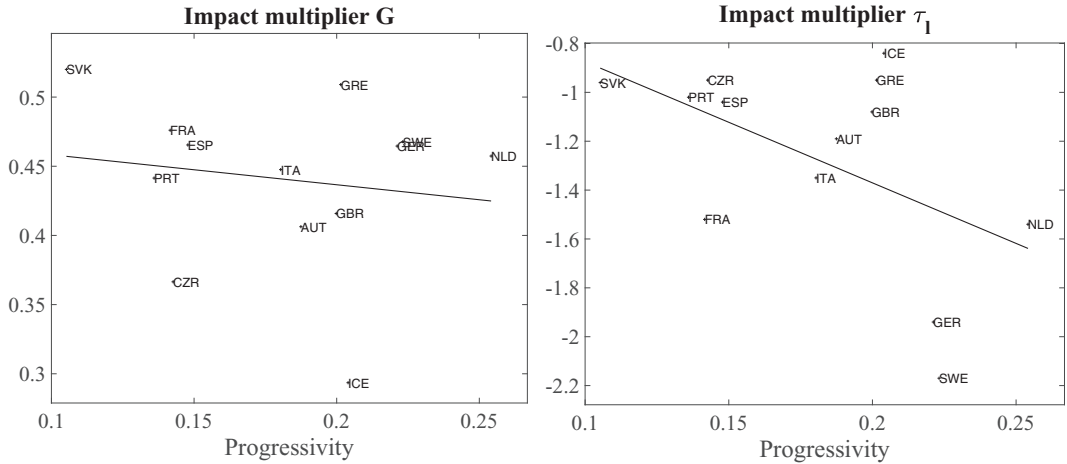 Impact multiplier G
0.5
0.45
0.4
0.35
0.3
SVK
GRE
FRA
ESP
SWE
GER
NLD
ITA
PRT
GBR
AUT
CZR
ICE
0.1
0.15
0.2
0.25
Progressivity
Impact multiplier τl
-0.8
-1
-1.2
-1.4
-1.6
-1.8
-2
-2.2
ICE
SVK
CZR
GRE
PRT
ESP
GBR
AUT
ITA
FRA
NLD
GER
SWE
0.1
0.15
0.2
0.25
Progressivity